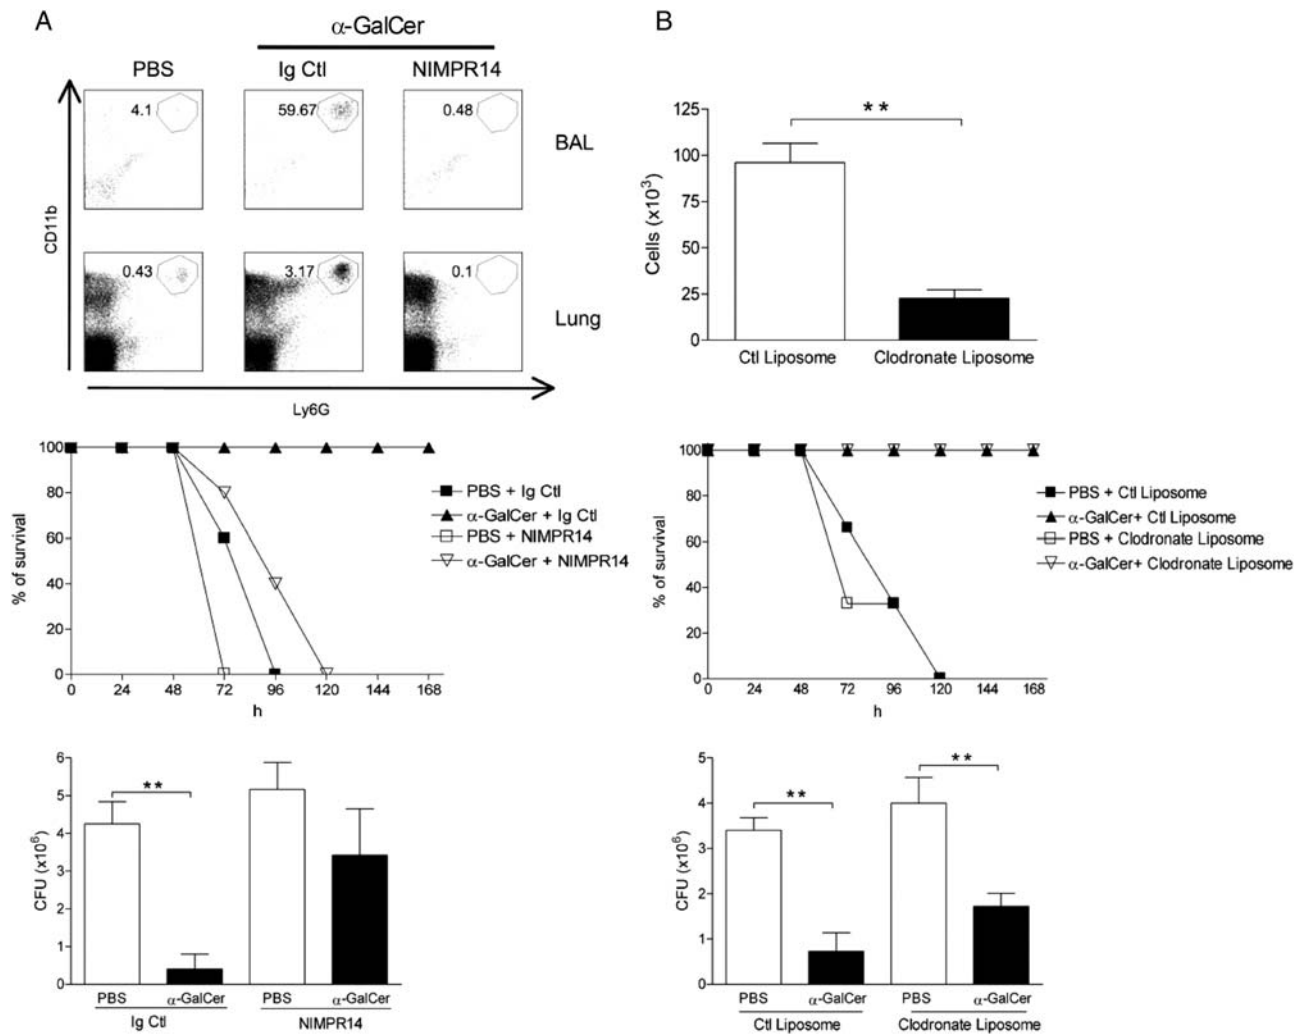 A
α-GalCer
PBS
Ig Ctl
NIMPR14
4.1
59.67
0.48
BAL
0.43
3.17
0.1
Lung
CD11b
Ly6G
B
**
125
100
75
50
25
0
Cells (x10³)
Ctl Liposome
Clodronate Liposome
100
80
60
40
20
0
% of survival
0 24 48 72 96 120 144 168
h
PBS + Ig Ctl
α-GalCer + Ig Ctl
PBS + NIMPR14
α-GalCer + NIMPR14
100
80
60
40
20
0
% of survival
0 24 48 72 96 120 144 168
h
PBS + Ctl Liposome
α-GalCer+ Ctl Liposome
PBS + Clodronate Liposome
α-GalCer+ Clodronate Liposome
6
5
4
3
2
1
0
CFU (x10⁶)
**
PBS α-GalCer PBS α-GalCer
Ig Ctl NIMPR14
5
4
3
2
1
0
CFU (x10⁶)
**
**
PBS α-GalCer PBS α-GalCer
Ctl Liposome Clodronate Liposome